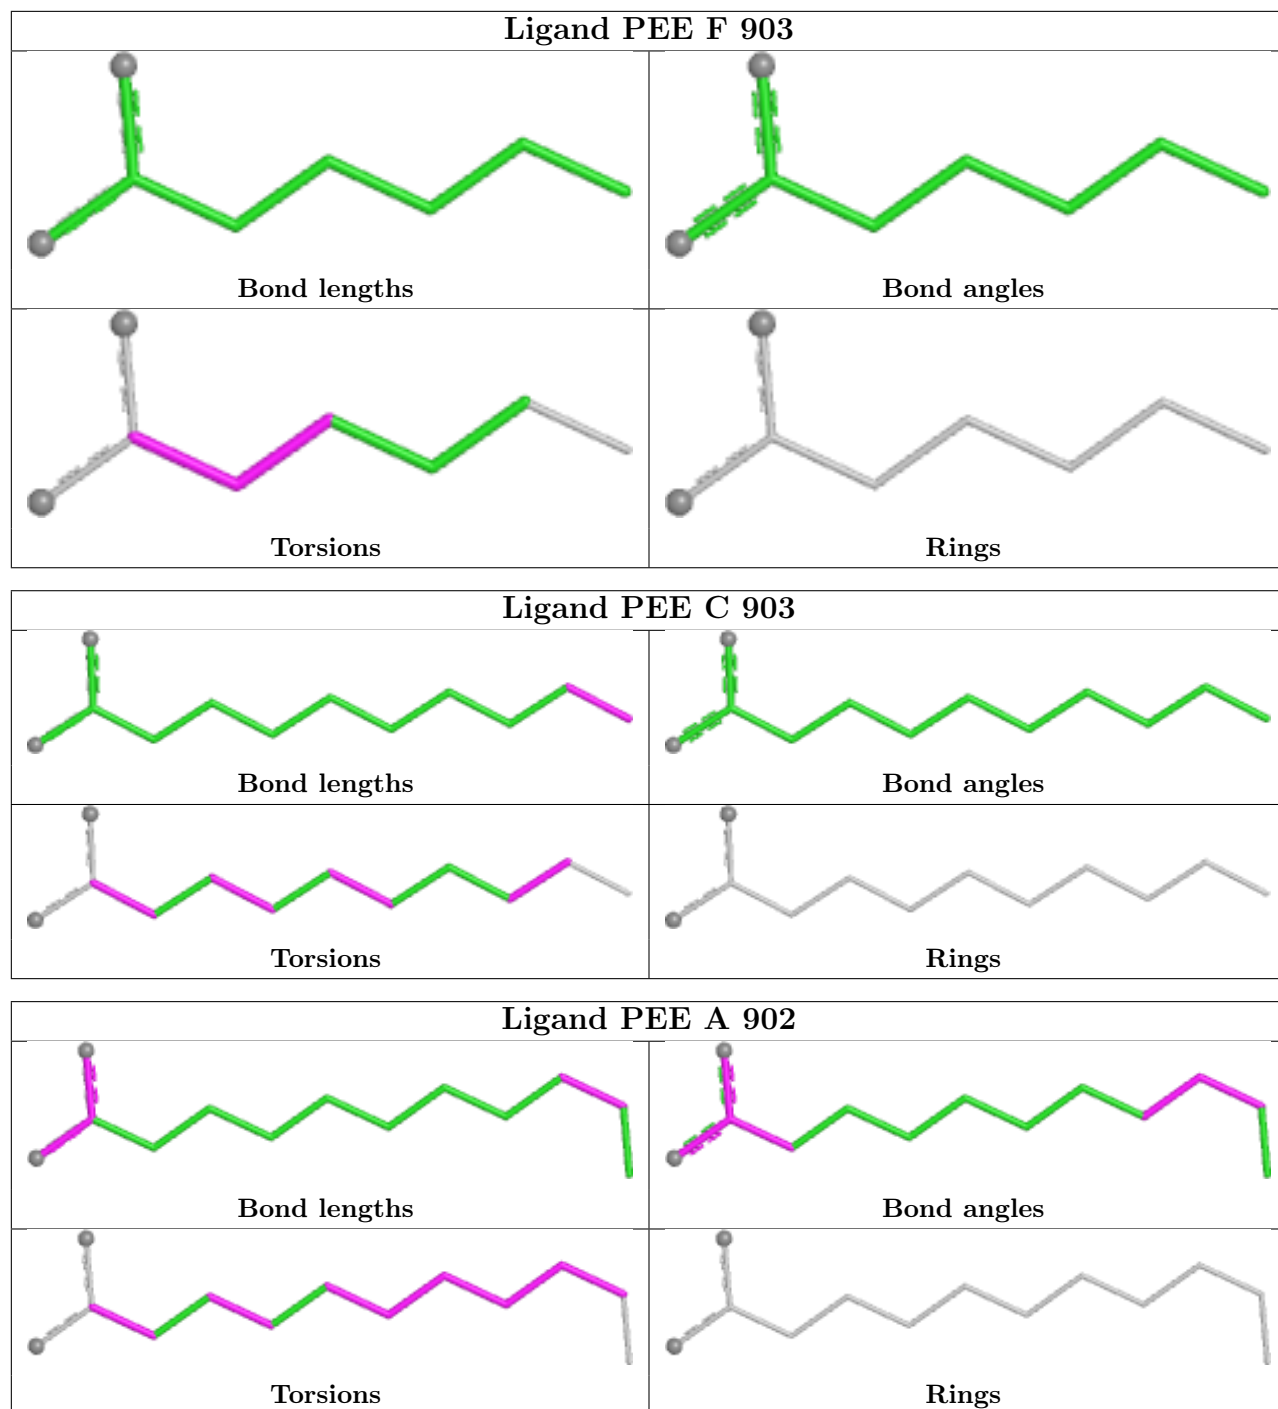 Ligand PEE F 903
Bond lengths
Bond angles
Torsions
Rings
Ligand PEE C 903
Bond lengths
Bond angles
Torsions
Rings
Ligand PEE A 902
Bond lengths
Bond angles
Torsions
Rings